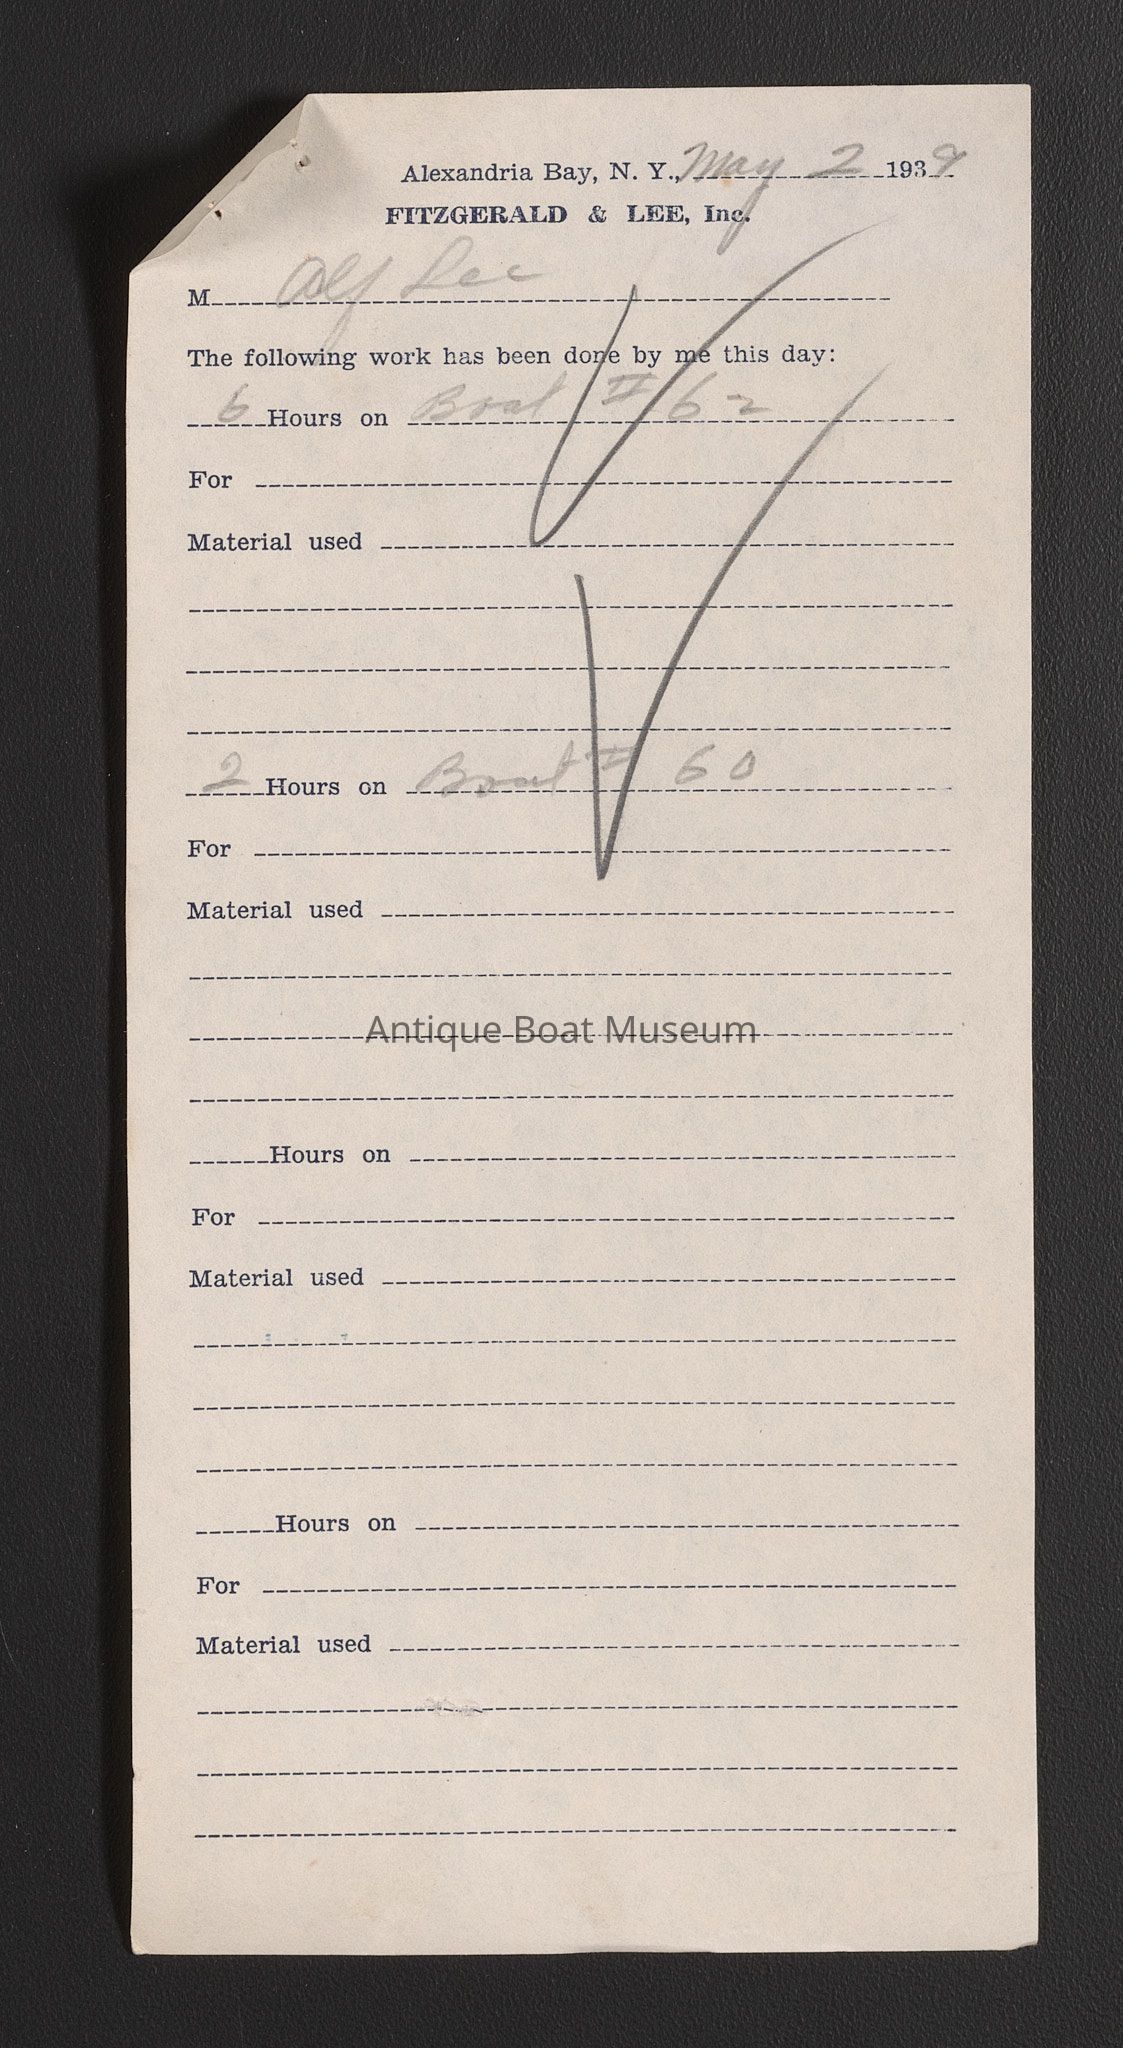 Alexandria Bay, N. Y., May 2 1939
FITZGERALD & LEE, Inc.
M Alf Lee
The following work has been done by me this day:
6 Hours on Boat # 62
For
Material used
2 Hours on Boat # 60
For
Material used
Antique Boat Museum
Hours on
For
Material used
Hours on
For
Material used